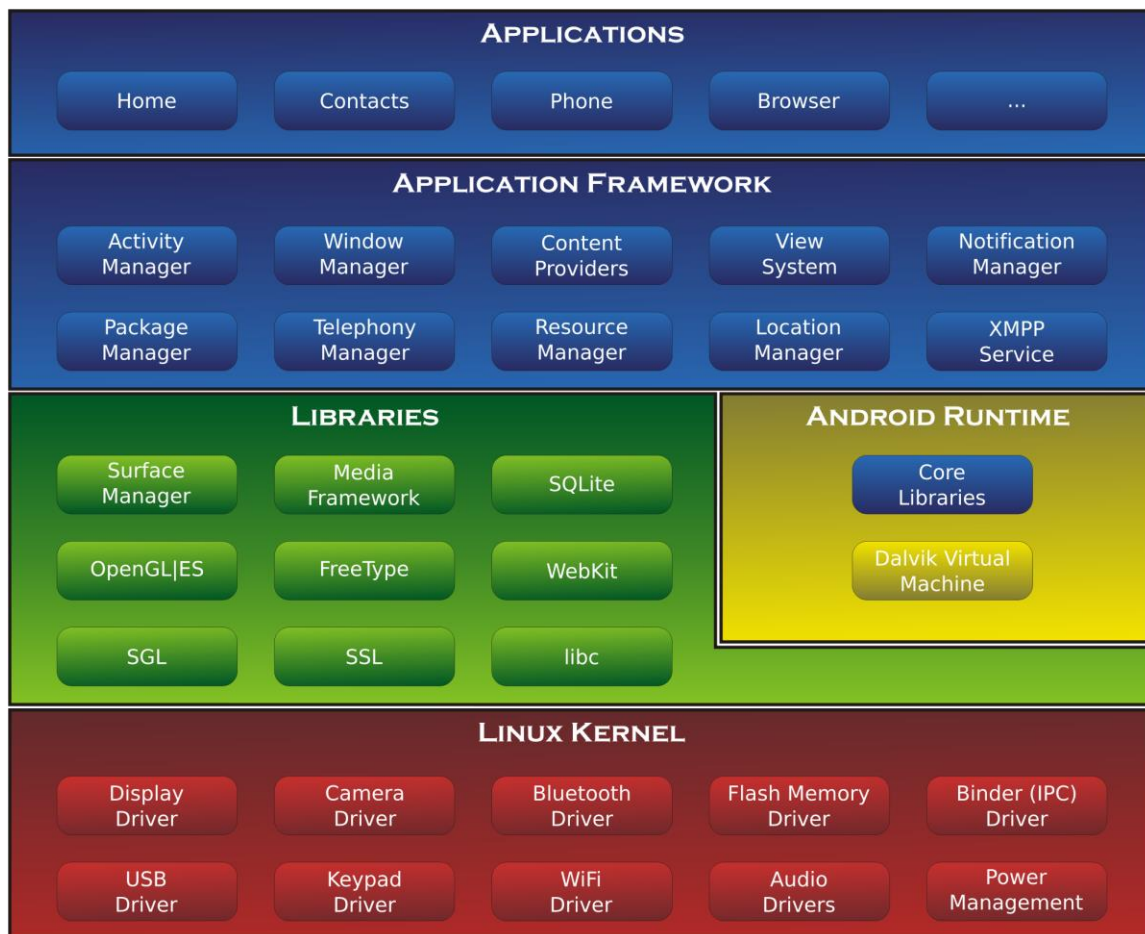 APPLICATIONS
Home
Contacts
Phone
Browser
...
APPLICATION FRAMEWORK
Activity
Manager
Window
Manager
Content
Providers
View
System
Notification
Manager
Package
Manager
Telephony
Manager
Resource
Manager
Location
Manager
XMPP
Service
LIBRARIES
Surface
Manager
Media
Framework
SQLite
OpenGL|ES
FreeType
WebKit
SGL
SSL
libc
ANDROID RUNTIME
Core
Libraries
Dalvik Virtual
Machine
LINUX KERNEL
Display
Driver
Camera
Driver
Bluetooth
Driver
Flash Memory
Driver
Binder (IPC)
Driver
USB
Driver
Keypad
Driver
WiFi
Driver
Audio
Drivers
Power
Management